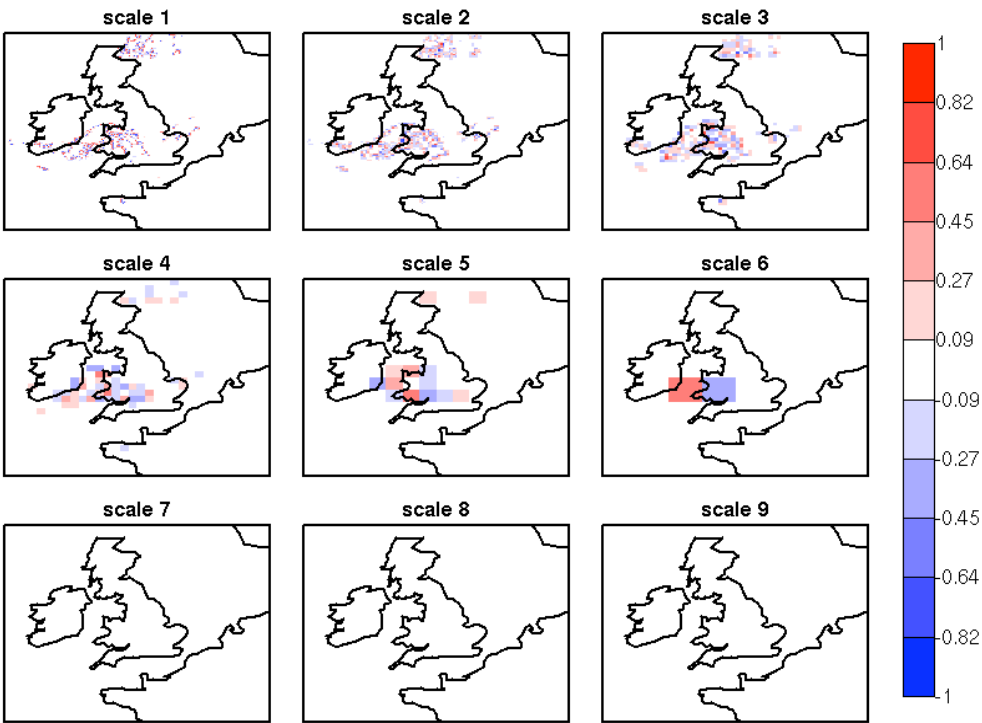 scale 1
scale 2
scale 3
scale 4
scale 5
scale 6
scale 7
scale 8
scale 9
1
0.82
0.64
0.45
0.27
0.09
-0.09
-0.27
-0.45
-0.64
-0.82
-1